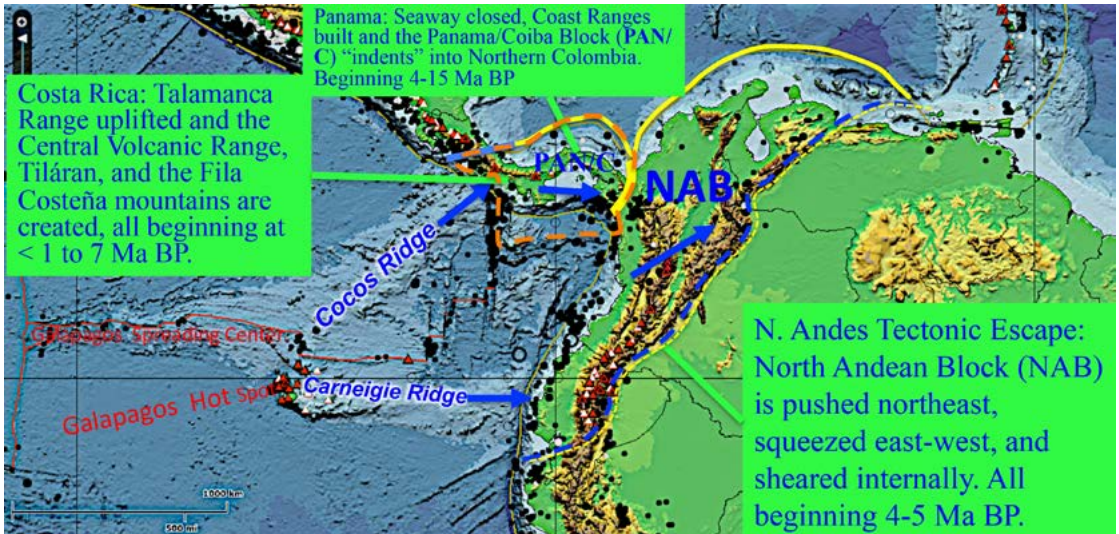 Panama: Seaway closed, Coast Ranges
built and the Panama/Coiba Block (PAN/
C) “indents” into Northern Colombia.
Beginning 4-15 Ma BP
Costa Rica: Talamanca
Range uplifted and the
Central Volcanic Range,
Tiláran, and the Fila
Costeña mountains are
created, all beginning at
< 1 to 7 Ma BP.
PAN/C
NAB
Cocos Ridge
Galapagos Spreading Center
Galapagos Hot Spot
Carneigie Ridge
N. Andes Tectonic Escape:
North Andean Block (NAB)
is pushed northeast,
squeezed east-west, and
sheared internally. All
beginning 4-5 Ma BP.
1000 km
500 mi